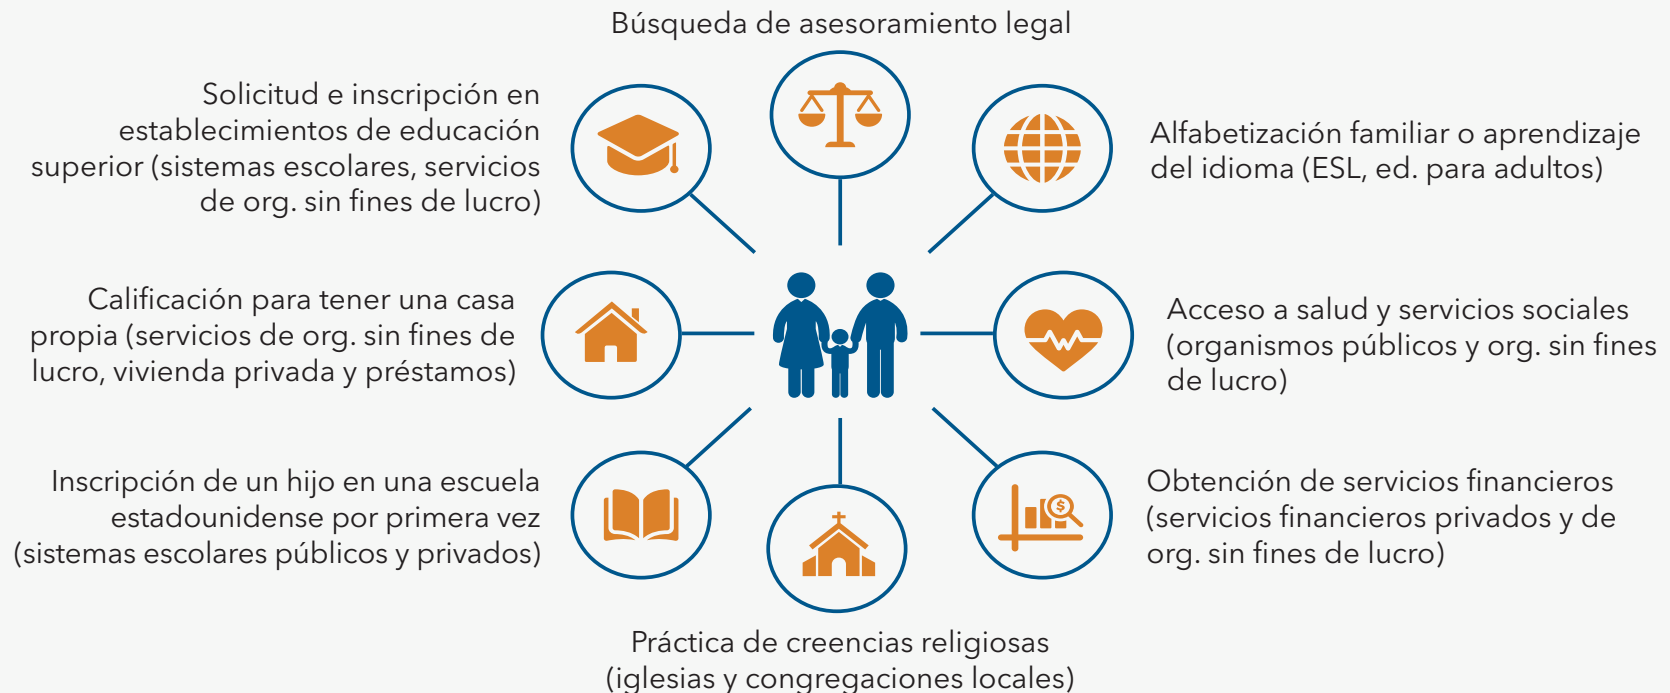 Búsqueda de asesoramiento legal
Solicitud e inscripción en
establecimientos de educación
superior (sistemas escolares, servicios
de org. sin fines de lucro)
Alfabetización familiar o aprendizaje
del idioma (ESL, ed. para adultos)
Calificación para tener una casa
propia (servicios de org. sin fines de
lucro, vivienda privada y préstamos)
Acceso a salud y servicios sociales
(organismos públicos y org. sin fines
de lucro)
Inscripción de un hijo en una escuela
estadounidense por primera vez
(sistemas escolares públicos y privados)
$
Obtención de servicios financieros
(servicios financieros privados y de
org. sin fines de lucro)
Práctica de creencias religiosas
(iglesias y congregaciones locales)